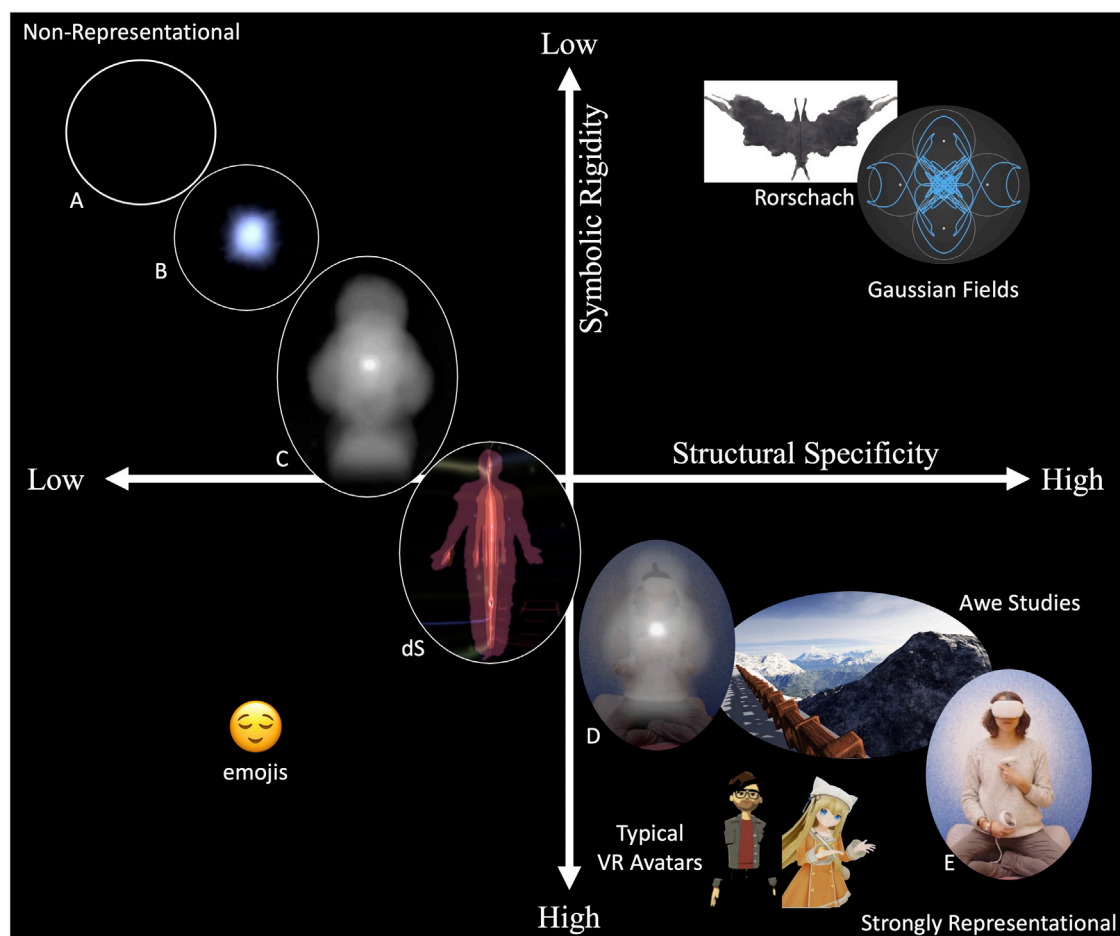 Non-Representational
Low
A
Symbolic Rigidity
Rorschach
B
Gaussian Fields
C
Structural Specificity
Low
High
Awe Studies
dS
D
emojis
Typical
VR Avatars
E
High
Strongly Representational